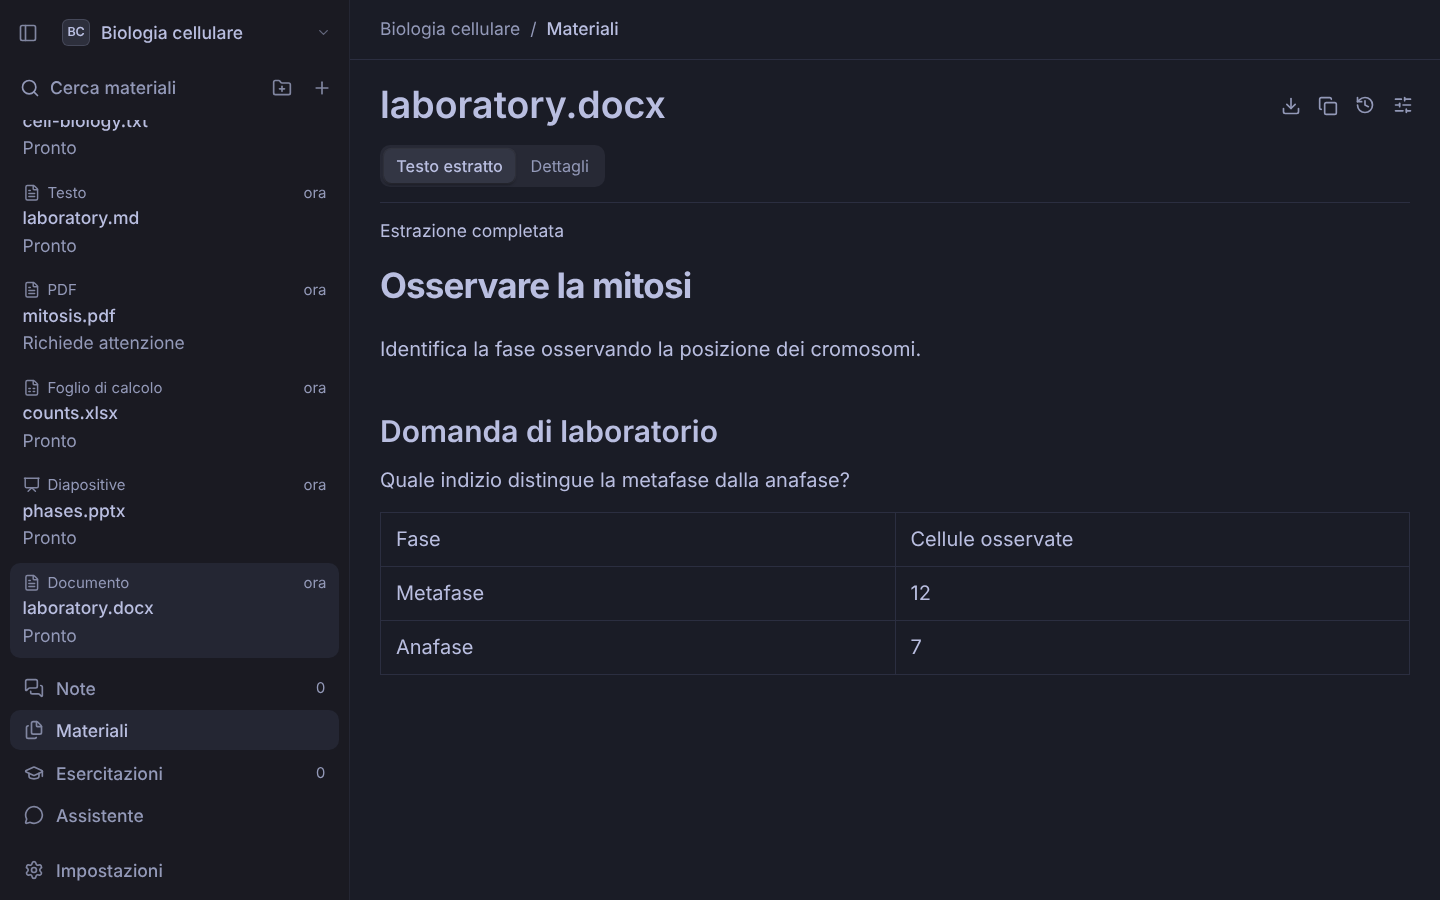 BC Biologia cellulare
Cerca materiali
cell-biology.txt
Pronto
Testo ora
laboratory.md
Pronto
PDF ora
mitosis.pdf
Richiede attenzione
Foglio di calcolo ora
counts.xlsx
Pronto
Diapositive ora
phases.pptx
Pronto
Documento ora
laboratory.docx
Pronto
Note 0
Materiali
Esercitazioni 0
Assistente
Impostazioni
Biologia cellulare / Materiali
laboratory.docx
Testo estratto Dettagli
Estrazione completata
Osservare la mitosi
Identifica la fase osservando la posizione dei cromosomi.
Domanda di laboratorio
Quale indizio distingue la metafase dalla anafase?
Fase Cellule osservate
Metafase 12
Anafase 7